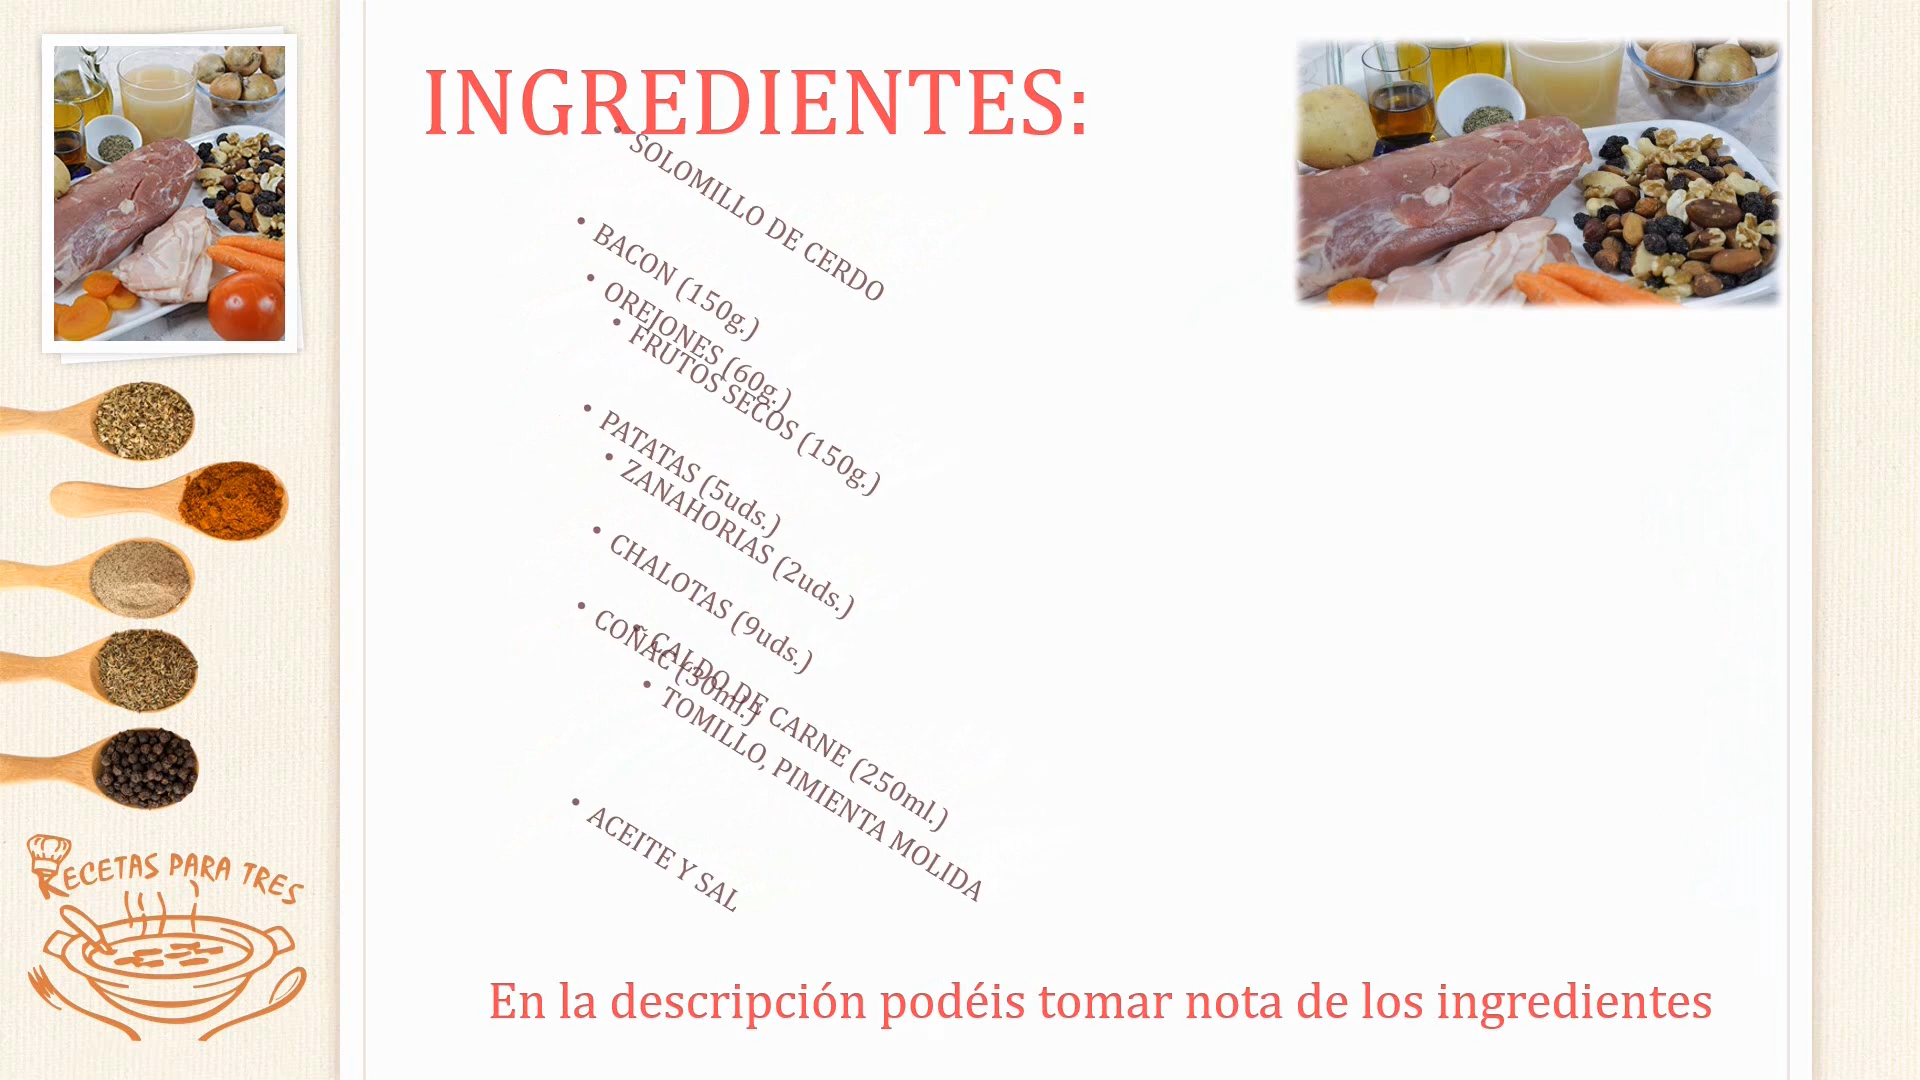 INGREDIENTES:
• SOLOMILLO DE CERDO
• BACON (150g.)
• OREJONES (60g.)
• FRUTOS SECOS (150g.)
• PATATAS (5uds.)
• ZANAHORIAS (2uds.)
• CHALOTAS (9uds.)
• COÑAC (30ml.)
• CALDO DE CARNE (250ml.)
• TOMILLO, PIMIENTA MOLIDA
• ACEITE Y SAL
RECETAS PARA TRES
En la descripción podéis tomar nota de los ingredientes